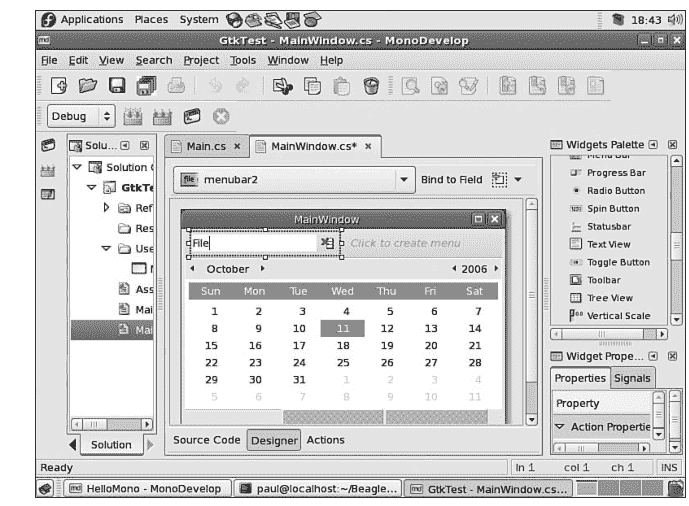 Applications Places System 18:43
GtkTest - MainWindow.cs - MonoDevelop
File Edit View Search Project Tools Window Help
Debug
Solu...
Main.cs
MainWindow.cs*
Widgets Palette
Menu Bar
Progress Bar
Radio Button
Spin Button
Statusbar
Text View
Toggle Button
Toolbar
Tree View
Vertical Scale
Solution
GtkTe
Ref
Res
Use
Ass
Mai
Mai
file menubar2 Bind to Field
MainWindow
File Click to create menu
October 2006
Sun Mon Tue Wed Thu Fri Sat
1 2 3 4 5 6 7
8 9 10 11 12 13 14
15 16 17 18 19 20 21
22 23 24 25 26 27 28
29 30 31 1 2 3 4
5 6 7 8 9 10 11
Widget Prope...
Properties Signals
Property
Action Propertie
Solution
Source Code Designer Actions
Ready ln 1 col 1 ch 1 INS
HelloMono - MonoDevelop paul@localhost:~/Beagle... GtkTest - MainWindow.cs...